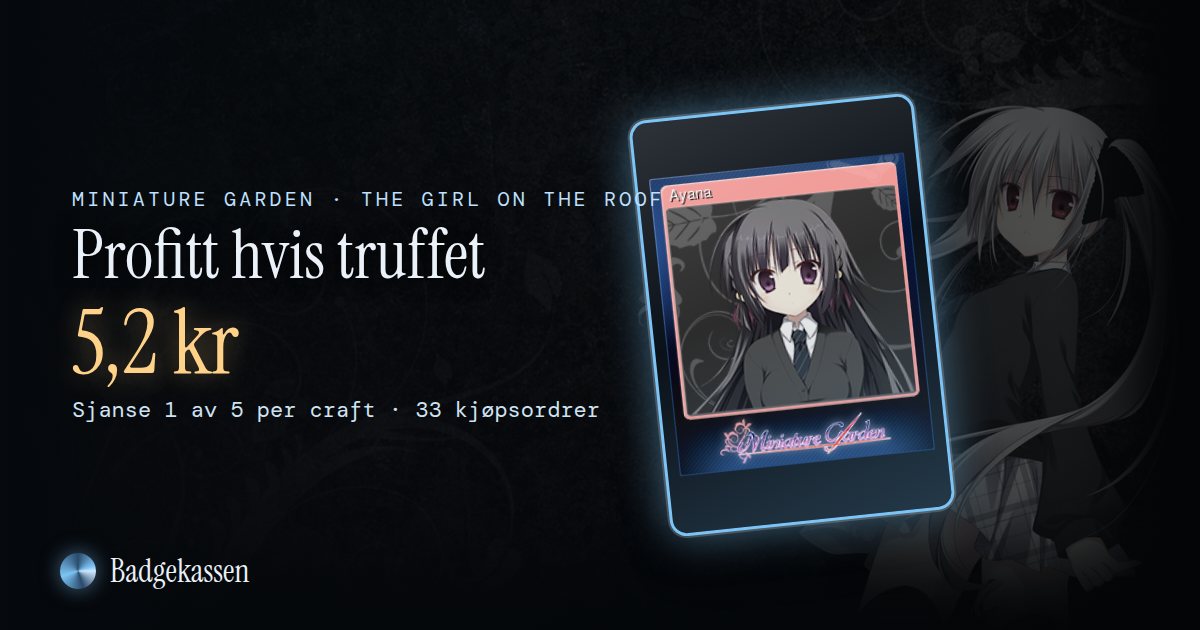 MINIATURE GARDEN · THE GIRL ON THE ROOF
Profitt hvis truffet
5,2 kr
Sjanse 1 av 5 per craft · 33 kjøpsordrer
Badgekassen
Ayana
Miniature Garden